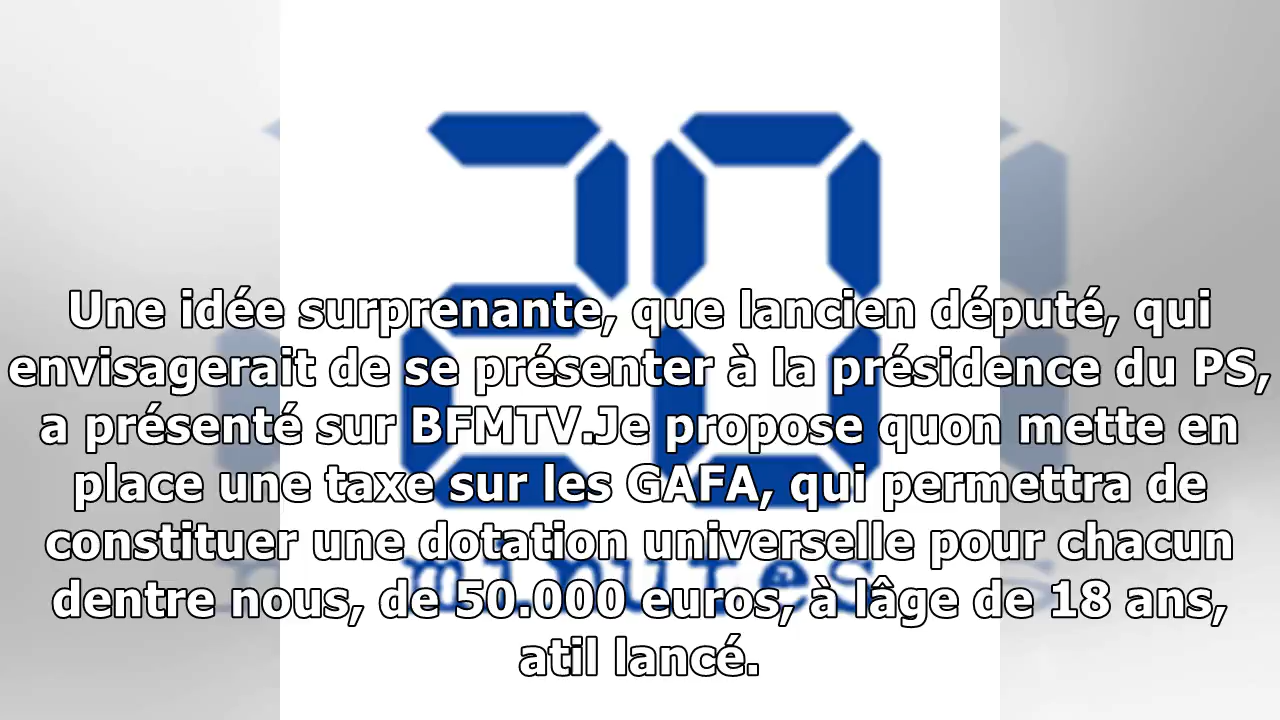 20
Une idée surprenante, que lancien député, qui
envisagerait de se présenter à la présidence du PS,
a présenté sur BFMTV.Je propose quon mette en
place une taxe sur les GAFA, qui permettra de
constituer une dotation universelle pour chacun
minutes
dentre nous, de 50.000 euros, à lâge de 18 ans,
atil lancé.